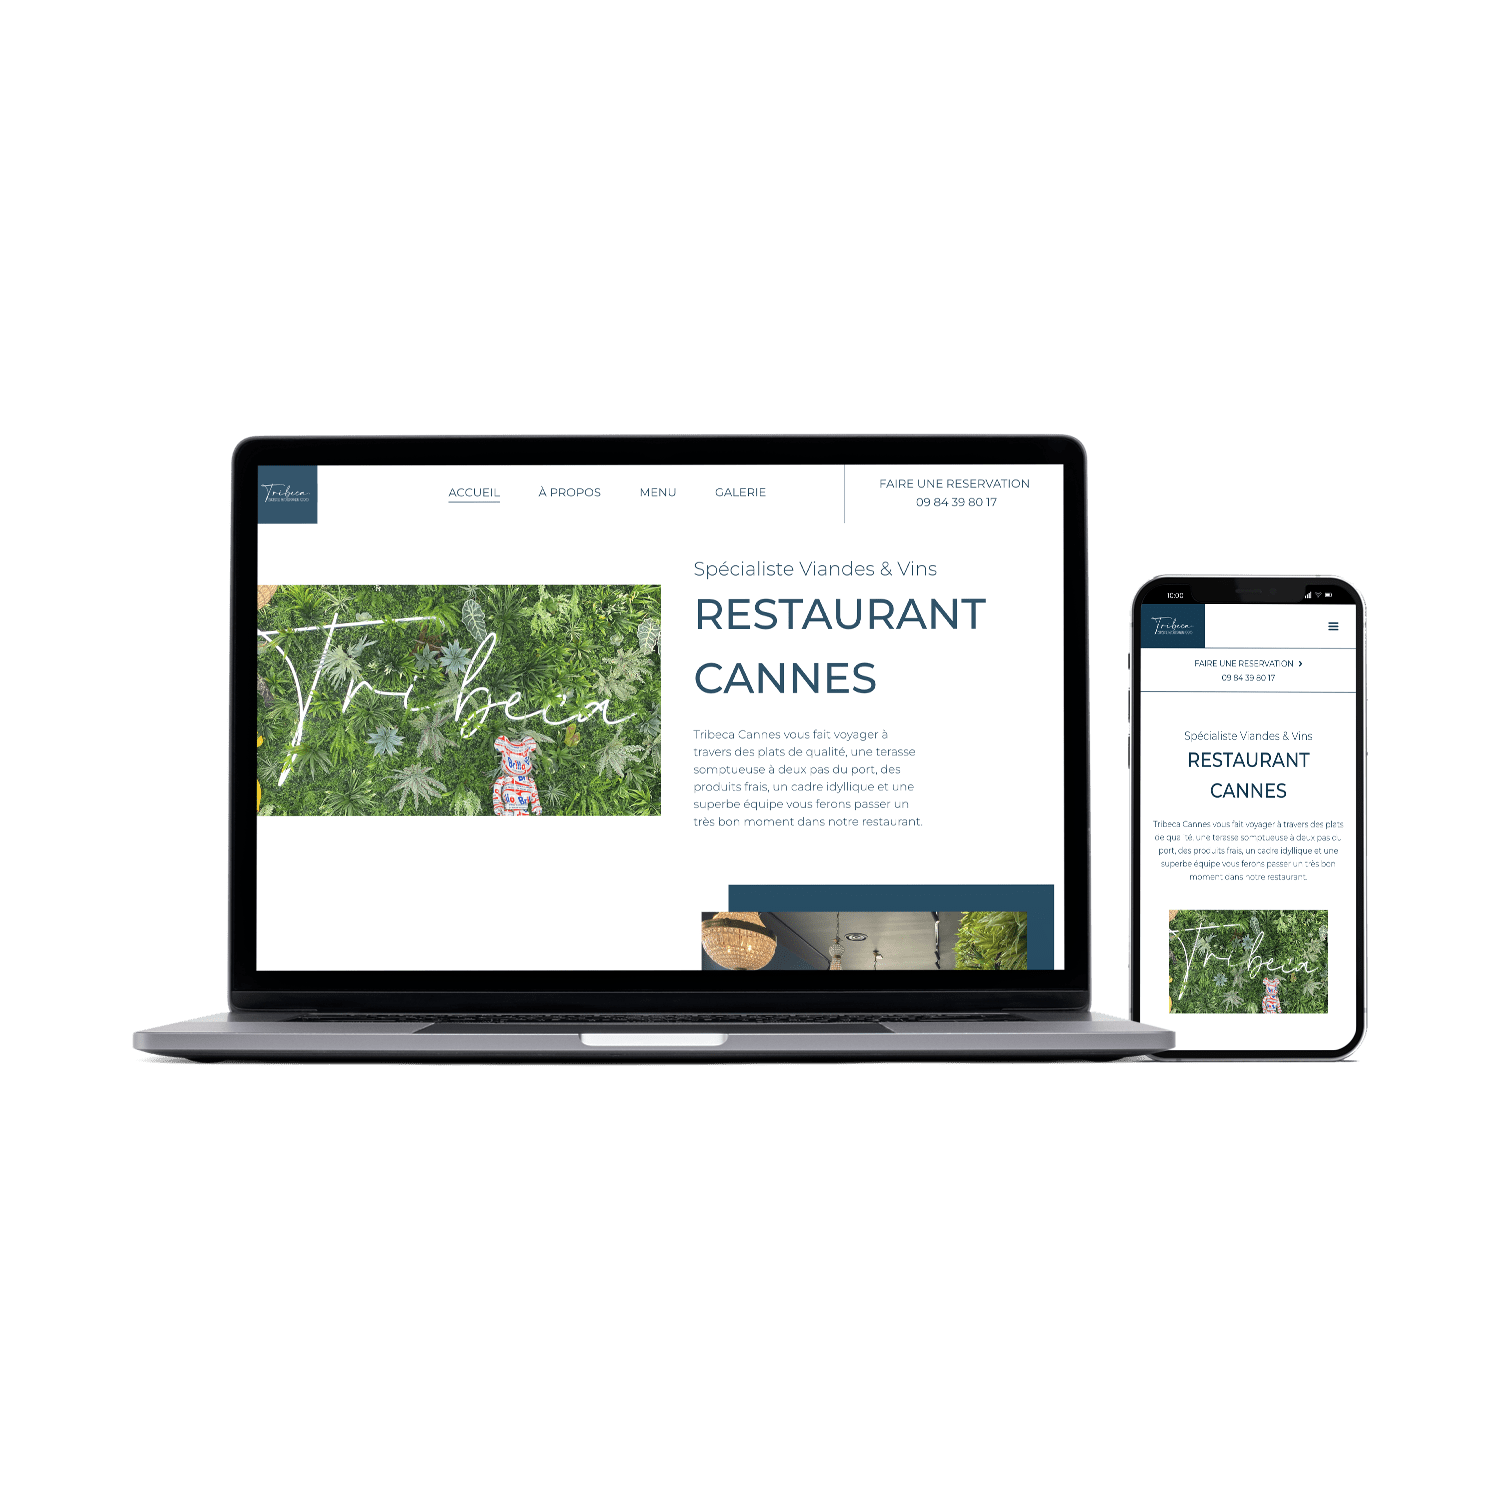 Tribeca
ACCUEIL
À PROPOS
MENU
GALERIE
FAIRE UNE RESERVATION
09 84 39 80 17
Spécialiste Viandes & Vins
RESTAURANT
CANNES
Tribeca
Tribeca Cannes vous fait voyager à
travers des plats de qualité, une terasse
somptueuse à deux pas du port, des
produits frais, un cadre idyllique et une
superbe équipe vous ferons passer un
très bon moment dans notre restaurant.
10:00
Tribeca
FAIRE UNE RESERVATION
09 84 39 80 17
Spécialiste Viandes & Vins
RESTAURANT
CANNES
Tribeca Cannes vous fait voyager à travers des plats
de qualité, une terasse somptueuse à deux pas du
port, des produits frais, un cadre idyllique et une
superbe équipe vous ferons passer un très bon
moment dans notre restaurant.
Tribeca